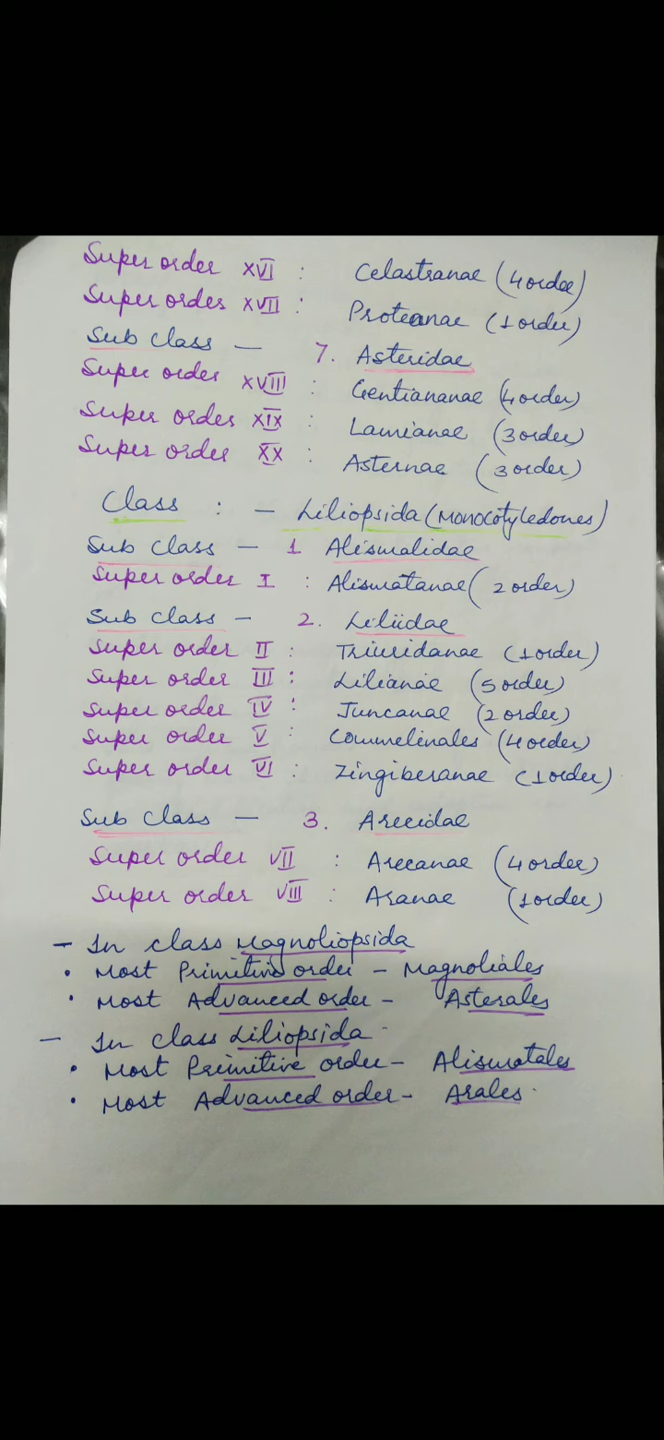 Super order XVI : Celastranae (4 order)
Super order XVII : Proteanae (1 order)
Sub class — 7. Asteridae
Super order XVIII : Gentiananae (4 order)
Super order XIX : Lamianae (3 order)
Super order XX : Asternae (3 order)
Class : - Liliopsida (Monocotyledones)
Sub class — 1 Alismalidae
Super order I : Alismatanae (2 order)
Sub class — 2. Leliidae
Super order II : Triuridanae (1 order)
Super order III : Lilianae (5 order)
Super order IV : Juncanae (2 order)
Super order V : Commelinales (4 order)
Super order VI : Zingiberanae (1 order)
Sub class — 3. Arecidae
Super order VII : Arecanae (4 order)
Super order VIII : Aranae (1 order)
- In class Magnoliopsida
• Most Primitive order - Magnoliales
• Most Advanced order - Asterales
- In class Liliopsida
• Most Primitive order - Alismatales
• Most Advanced order - Arales.